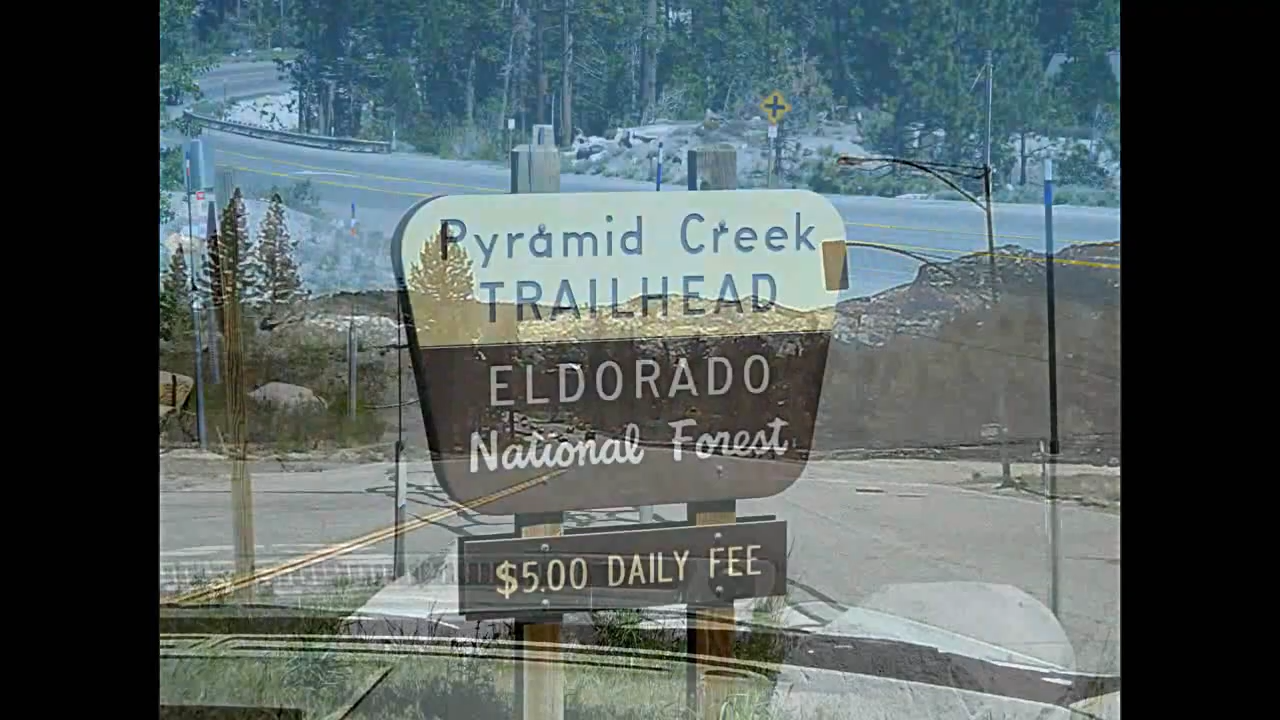 Pyramid Creek
TRAILHEAD
ELDORADO
National Forest
$5.00 DAILY FEE